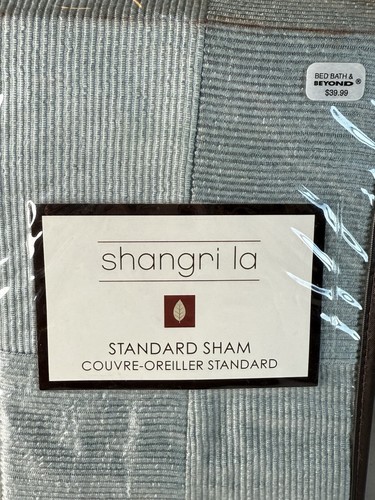 BED BATH &
BEYOND®
$39.99
shangri la
STANDARD SHAM
COUVRE-OREILLER STANDARD